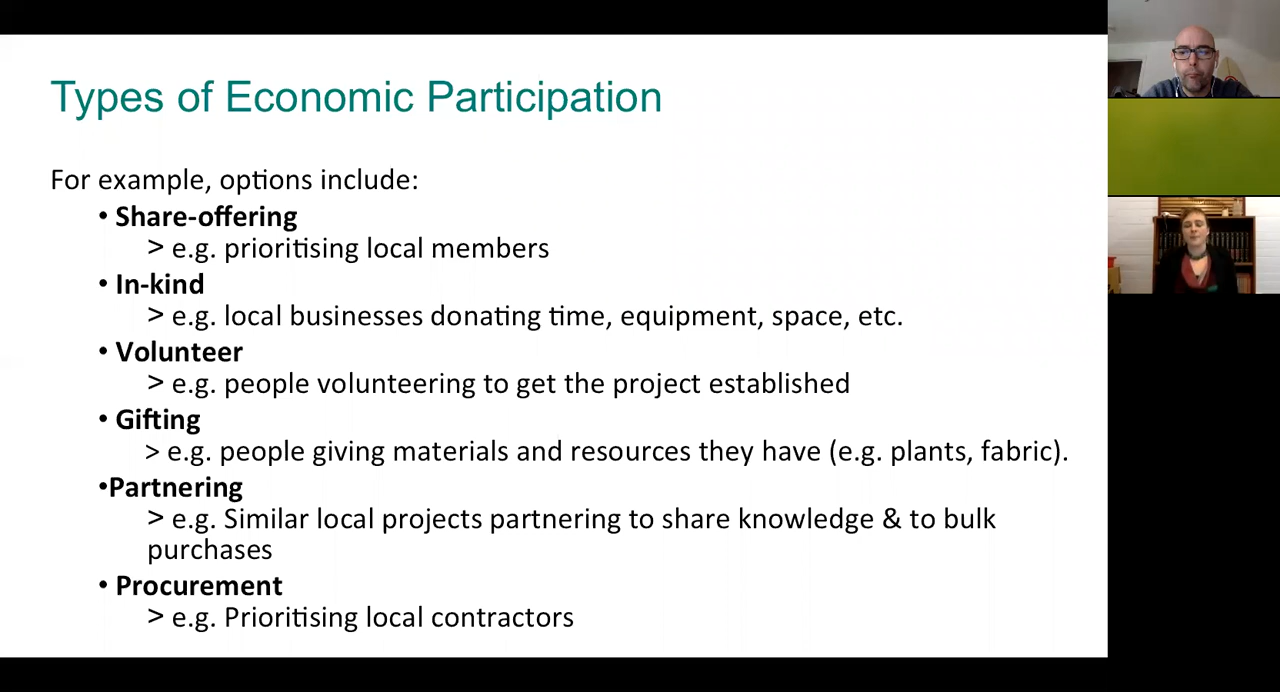 Types of Economic Participation
For example, options include:
• Share-offering
> e.g. prioritising local members
• In-kind
> e.g. local businesses donating time, equipment, space, etc.
• Volunteer
> e.g. people volunteering to get the project established
• Gifting
> e.g. people giving materials and resources they have (e.g. plants, fabric).
•Partnering
> e.g. Similar local projects partnering to share knowledge & to bulk
purchases
• Procurement
> e.g. Prioritising local contractors